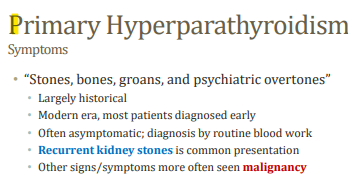 Primary Hyperparathyroidism
Symptoms
• “Stones, bones, groans, and psychiatric overtones”
• Largely historical
• Modern era, most patients diagnosed early
• Often asymptomatic; diagnosis by routine blood work
• Recurrent kidney stones is common presentation
• Other signs/symptoms more often seen malignancy